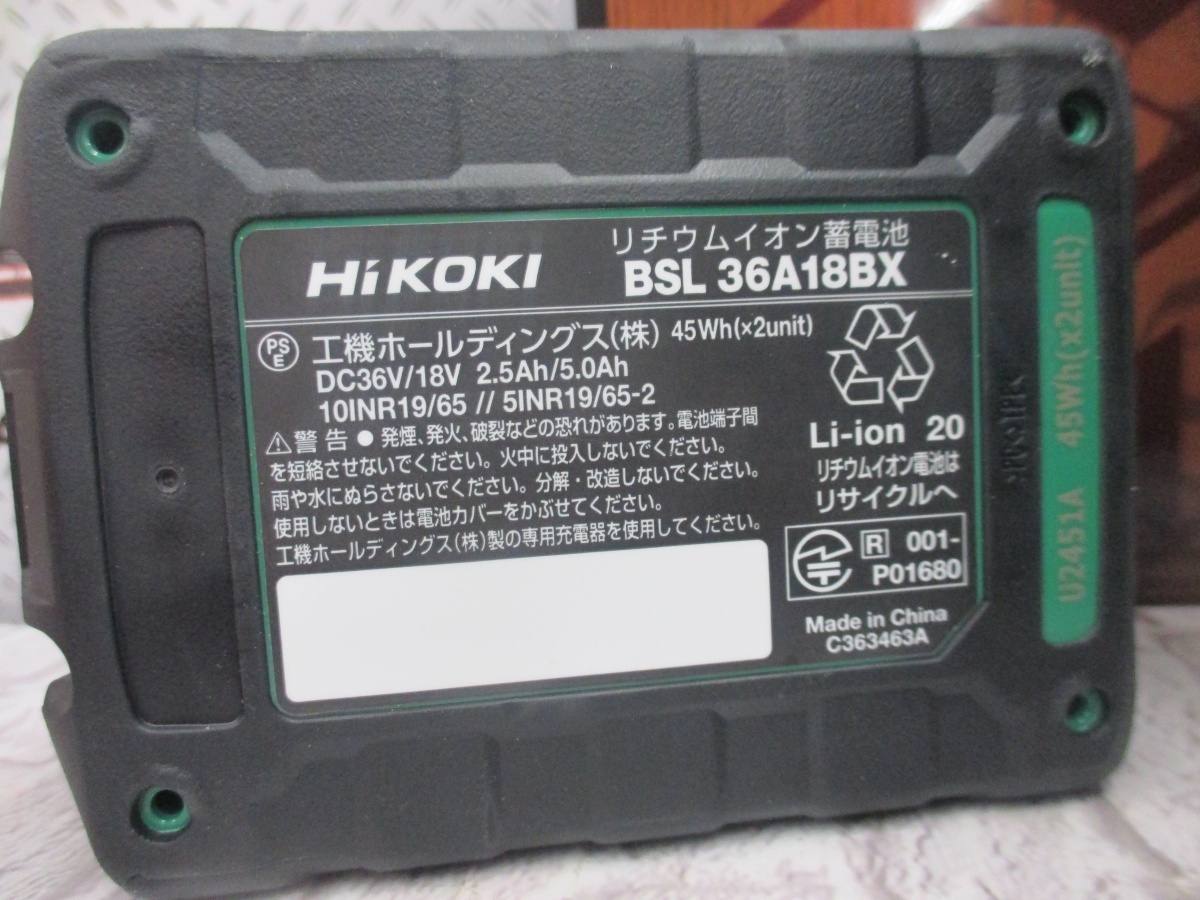 HiKOKI
リチウムイオン蓄電池
BSL 36A18BX
PS
E
工機ホールディングス(株) 45Wh(×2unit)
DC36V/18V 2.5Ah/5.0Ah
10INR19/65 // 5INR19/65-2
⚠警告 ● 発煙、発火、破裂などの恐れがあります。電池端子間
を短絡させないでください。火中に投入しないでください。
雨や水にぬらさないでください。分解・改造しないでください。
使用しないときは電池カバーをかぶせてください。
工機ホールディングス(株)製の専用充電器を使用してください。
Li-ion 20
リチウムイオン電池は
リサイクルへ
R 001-
P01680
Made in China
C363463A
U2451A 45Wh(x2unit)